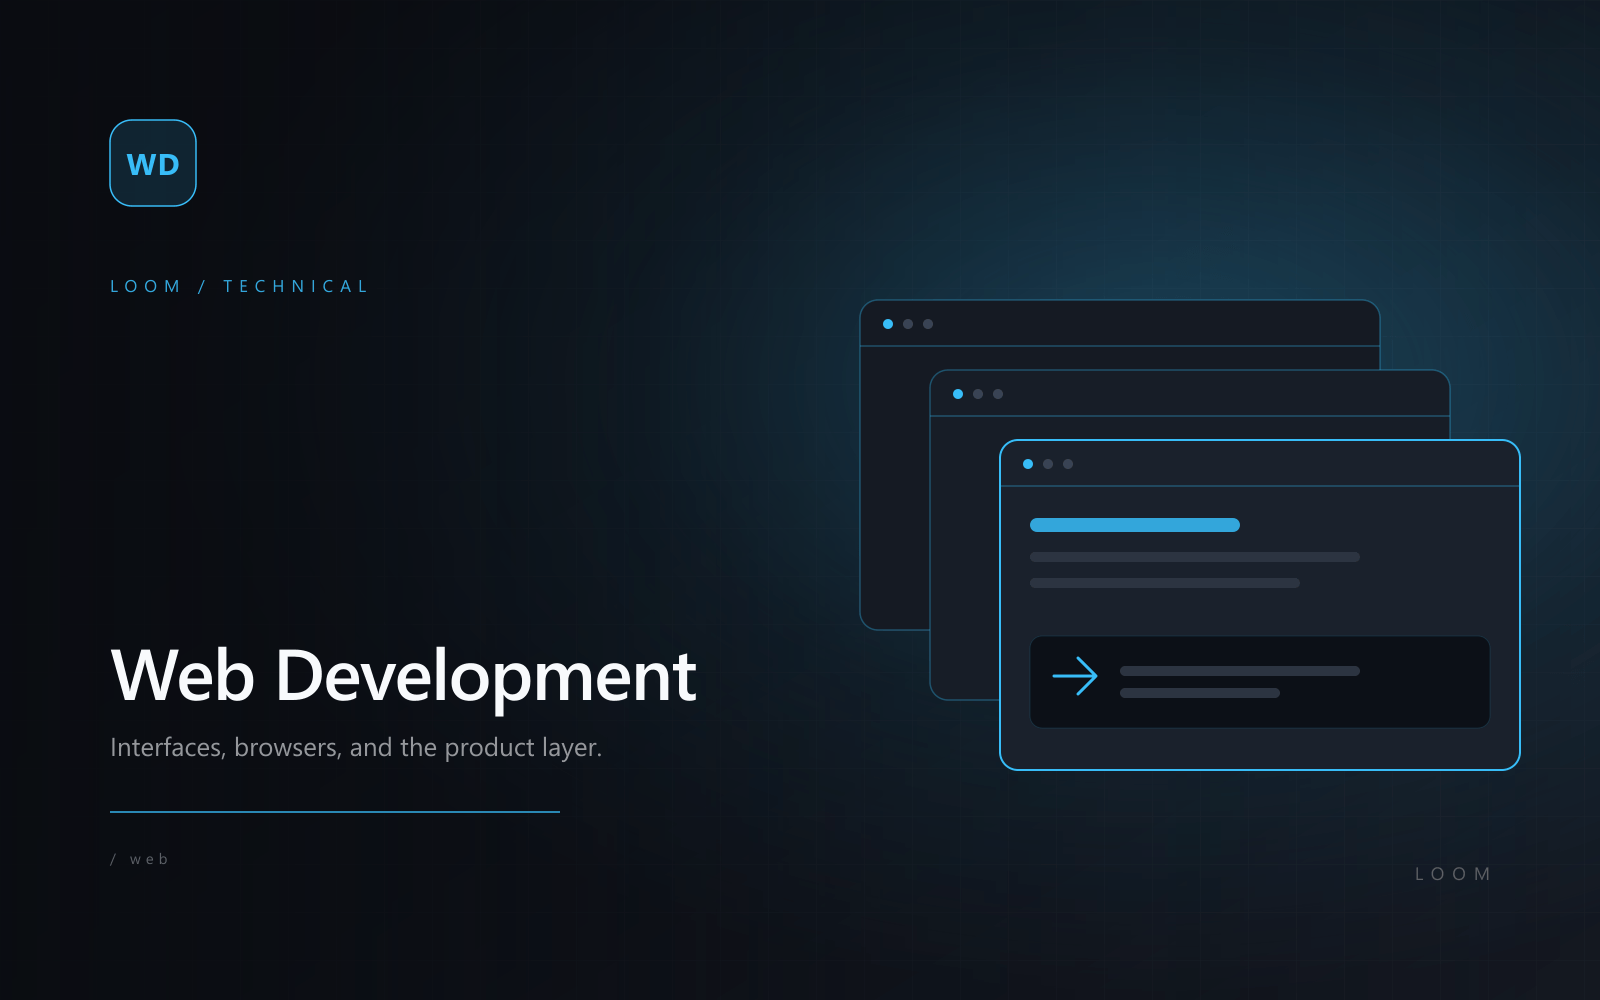 WD
LOOM / TECHNICAL
Web Development
Interfaces, browsers, and the product layer.
/ web
LOOM